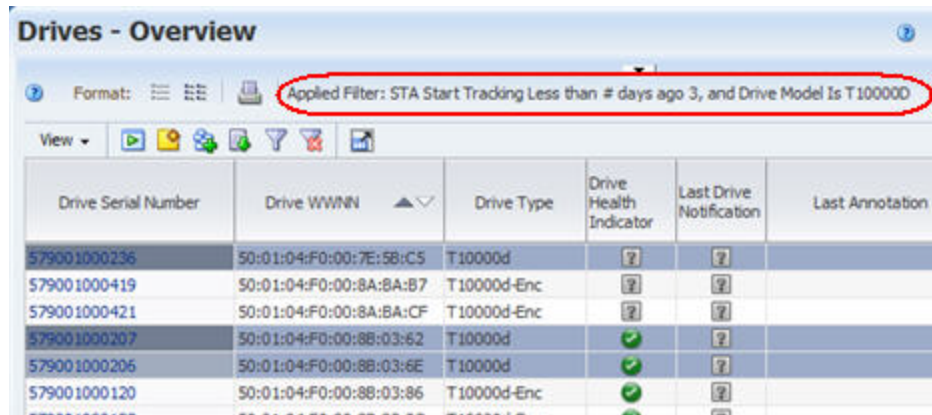 Drives - Overview
Format:
Applied Filter: STA Start Tracking Less than # days ago 3, and Drive Model Is T10000D
View
Drive Serial Number Drive WWNN Drive Type Drive Health Indicator Last Drive Notification Last Annotation
579001000236 50:01:04:F0:00:7E:5B:C5 T10000d
579001000419 50:01:04:F0:00:8A:BA:B7 T10000d-Enc
579001000421 50:01:04:F0:00:8A:BA:CF T10000d-Enc
579001000207 50:01:04:F0:00:8B:03:62 T10000d
579001000206 50:01:04:F0:00:8B:03:6E T10000d
579001000120 50:01:04:F0:00:8B:03:86 T10000d-Enc